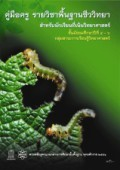 คู่มือครู รายวิชาพื้นฐานชีววิทยา
สำหรับนักเรียนที่เน้นวิทยาศาสตร์
ชั้นมัธยมศึกษาปีที่ ๔ - ๖
กลุ่มสาระการเรียนรู้วิทยาศาสตร์